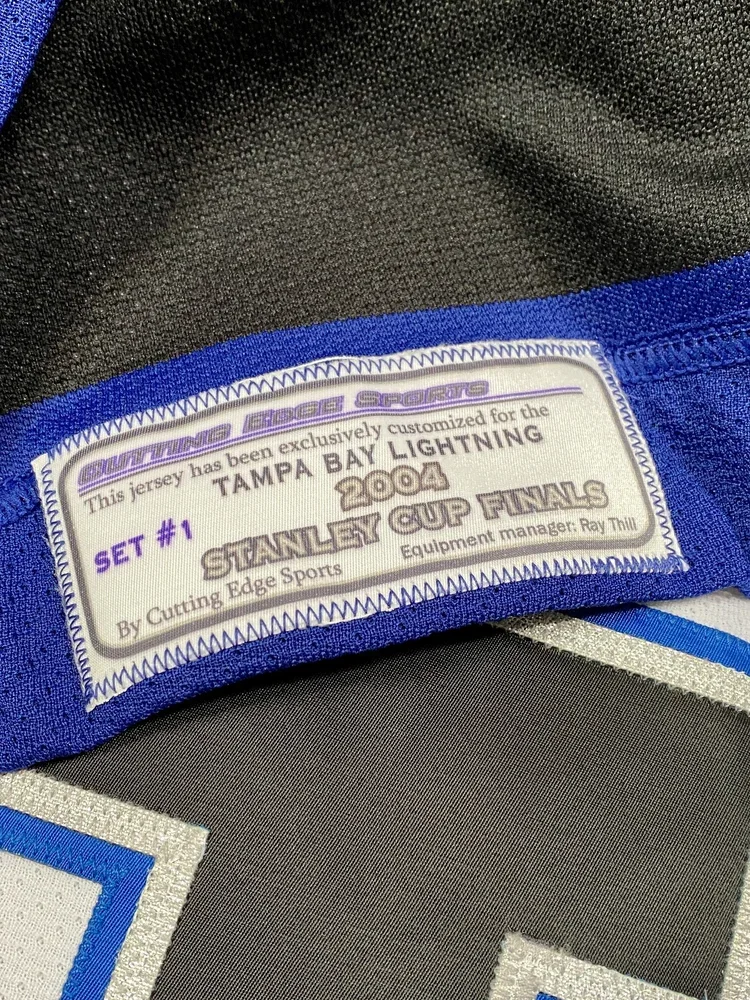 CUTTING EDGE SPORTS
This jersey has been exclusively customized for the
TAMPA BAY LIGHTNING
2004
SET #1
STANLEY CUP FINALS
Equipment manager: Ray Thill
By Cutting Edge Sports